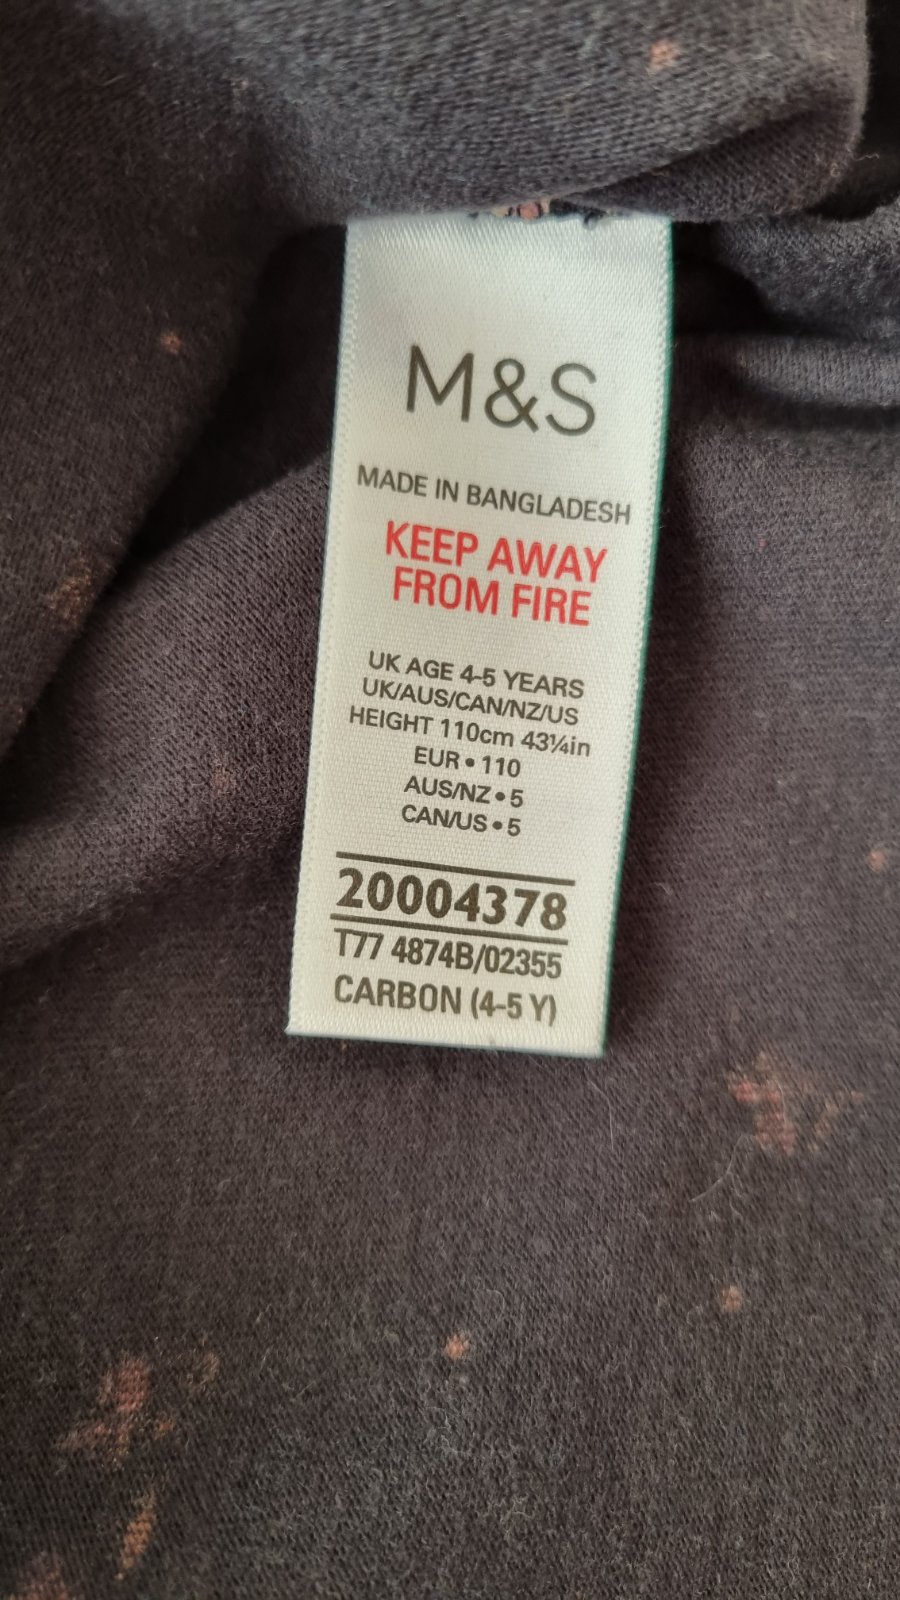 M&S
MADE IN BANGLADESH
KEEP AWAY
FROM FIRE
UK AGE 4-5 YEARS
UK/AUS/CAN/NZ/US
HEIGHT 110cm 43¼in
EUR • 110
AUS/NZ • 5
CAN/US • 5
20004378
T77 4874B/02355
CARBON (4-5 Y)